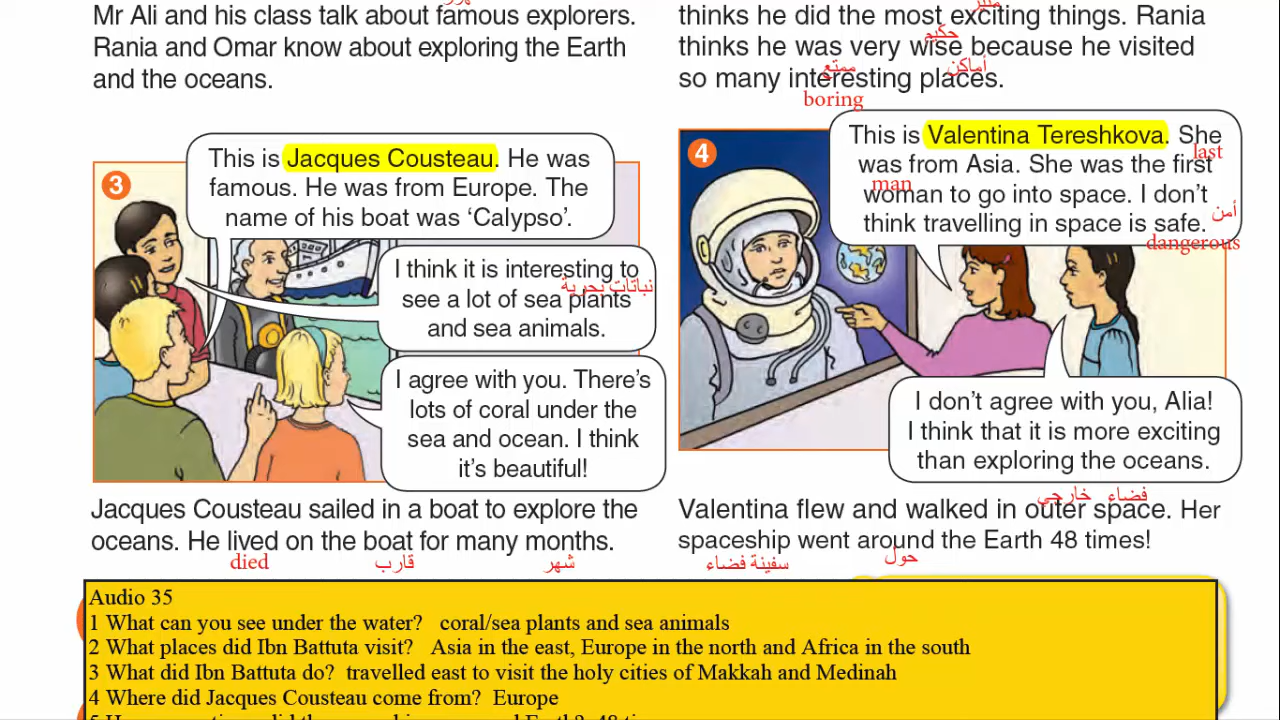 Mr Ali and his class talk about famous explorers.
Rania and Omar know about exploring the Earth
and the oceans.
3
This is Jacques Cousteau. He was
famous. He was from Europe. The
name of his boat was ‘Calypso’.
I think it is interesting to
see a lot of sea plants
نباتات بحرية
and sea animals.
I agree with you. There’s
lots of coral under the
sea and ocean. I think
it’s beautiful!
Jacques Cousteau sailed in a boat to explore the
oceans. He lived on the boat for many months.
died قارب شهر
thinks he did the most exciting things. Rania
مثير
thinks he was very wise because he visited
حكيم
so many interesting places.
ممتع أماكن
boring
4
This is Valentina Tereshkova. She
was from Asia. She was the first
last
woman to go into space. I don’t
man
think travelling in space is safe.
أمن
dangerous
I don’t agree with you, Alia!
I think that it is more exciting
than exploring the oceans.
Valentina flew and walked in outer space. Her
فضاء خارجي
spaceship went around the Earth 48 times!
سفينة فضاء حول
Audio 35
1 What can you see under the water? coral/sea plants and sea animals
2 What places did Ibn Battuta visit? Asia in the east, Europe in the north and Africa in the south
3 What did Ibn Battuta do? travelled east to visit the holy cities of Makkah and Medinah
4 Where did Jacques Cousteau come from? Europe